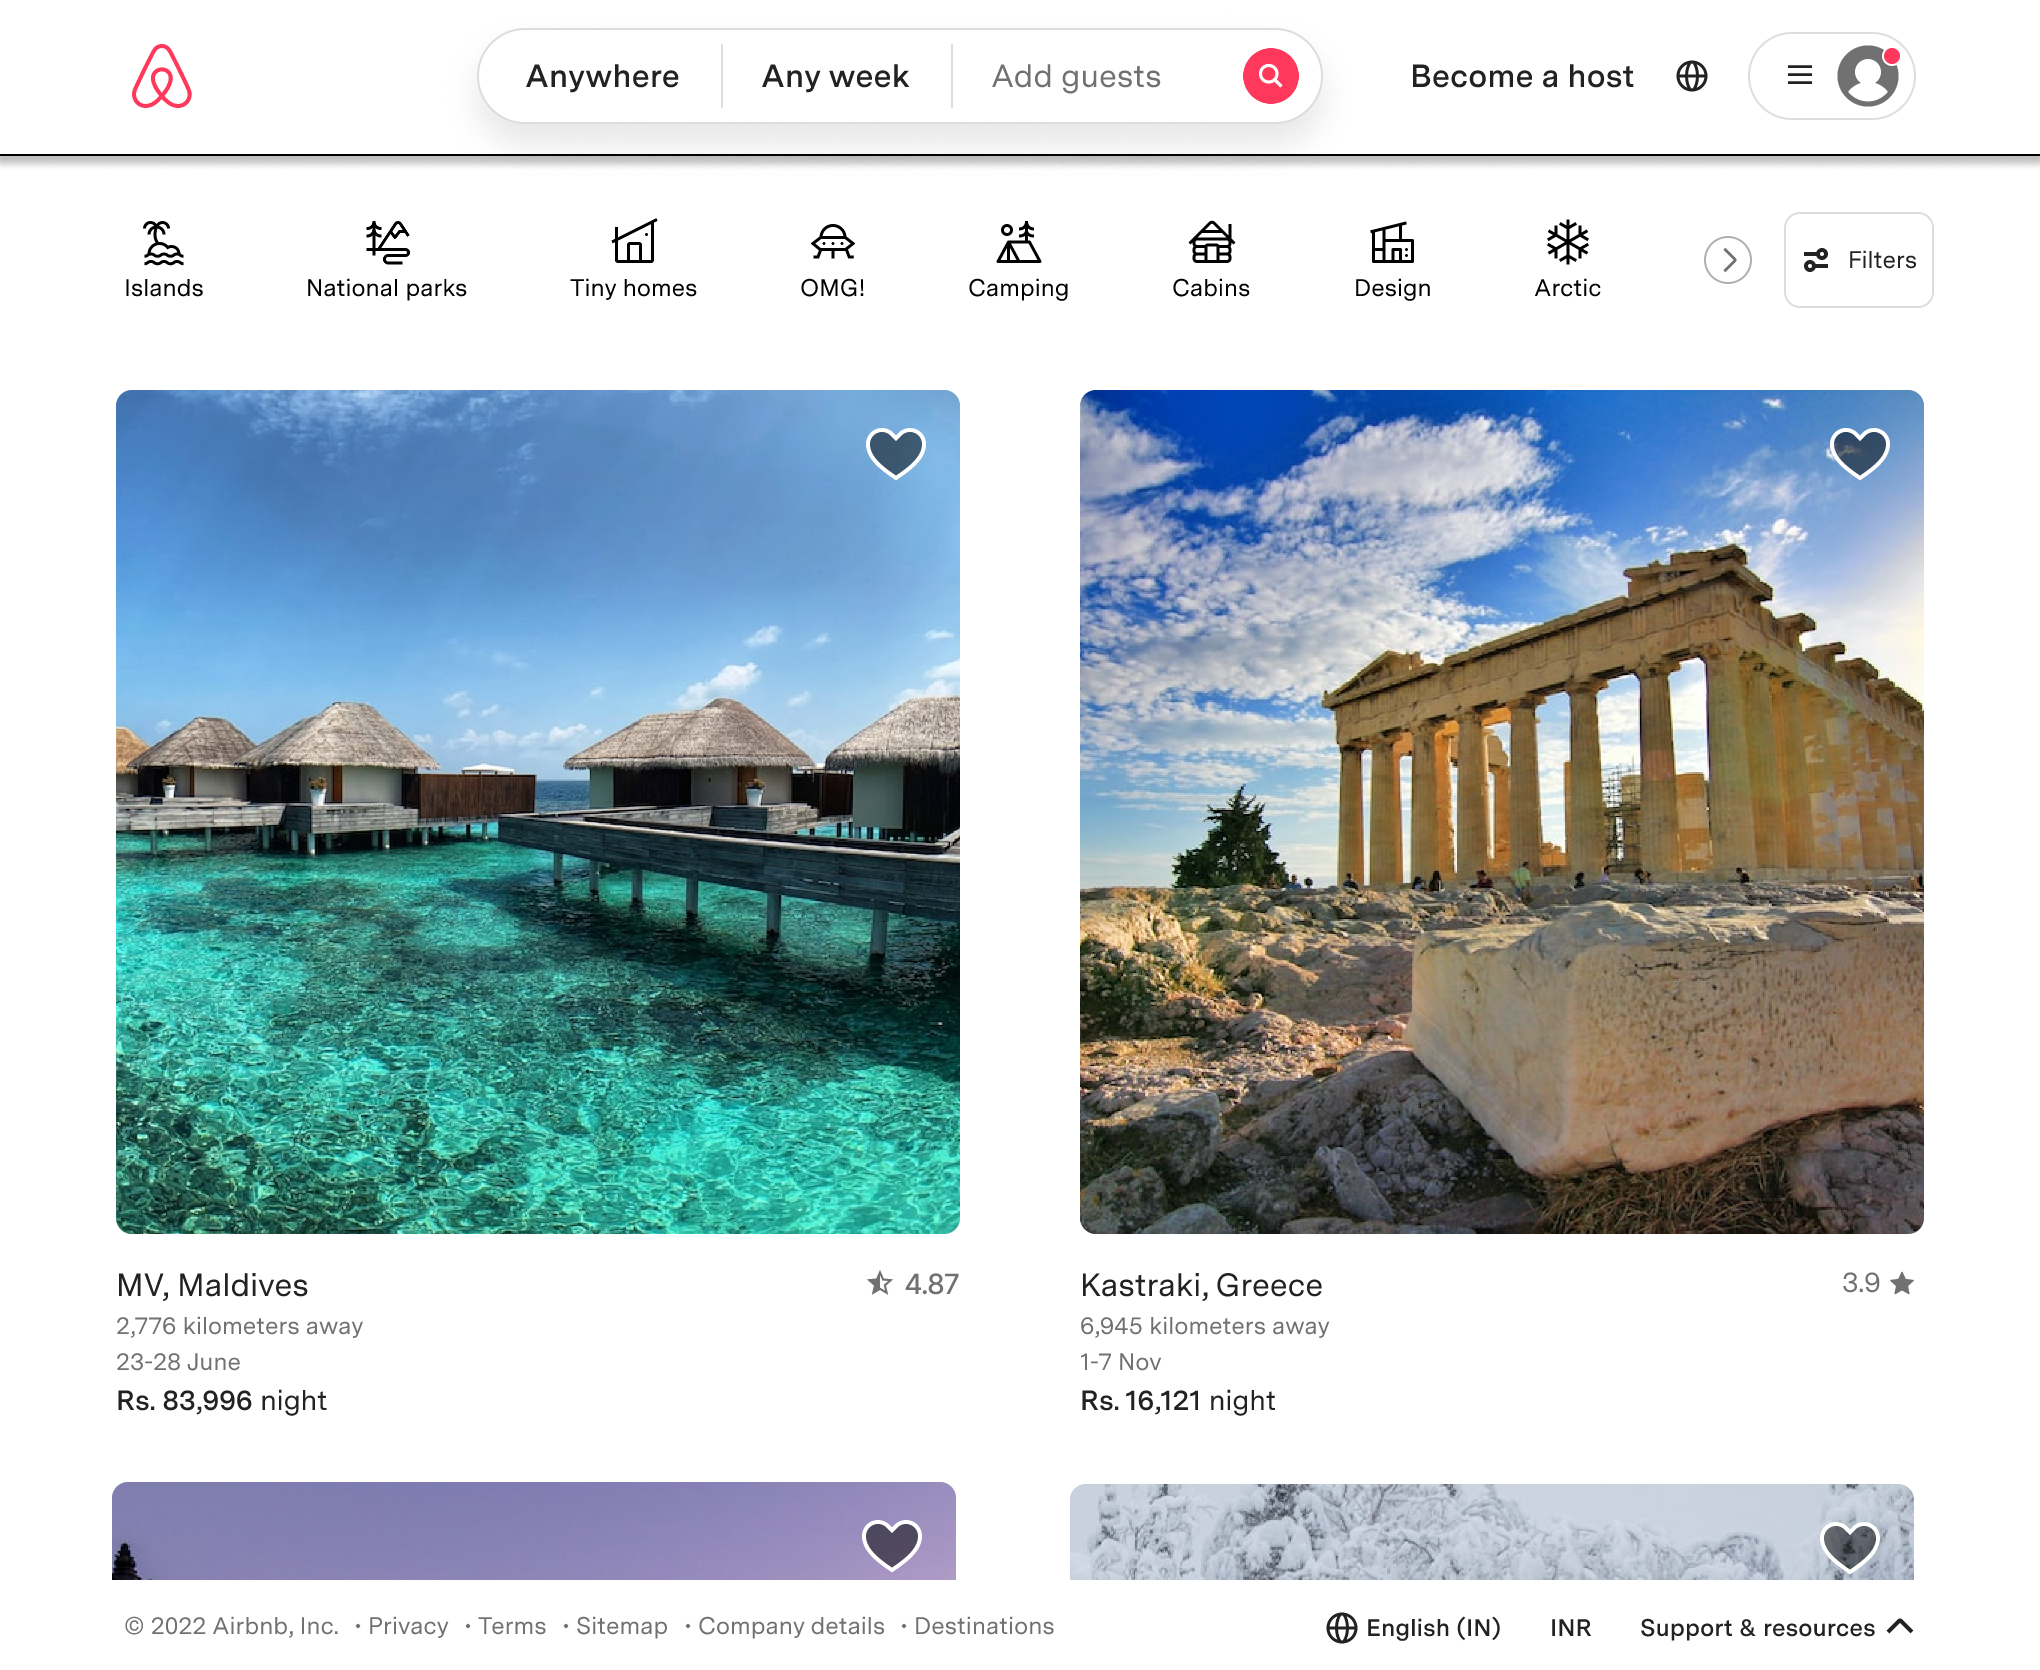 Anywhere
Any week
Add guests
Become a host
Islands
National parks
Tiny homes
OMG!
Camping
Cabins
Design
Arctic
Filters
MV, Maldives
4.87
2,776 kilometers away
23-28 June
Rs. 83,996 night
Kastraki, Greece
3.9
6,945 kilometers away
1-7 Nov
Rs. 16,121 night
© 2022 Airbnb, Inc. · Privacy · Terms · Sitemap · Company details · Destinations
English (IN)
INR
Support & resources